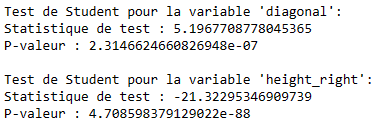 Test de Student pour la variable 'diagonal':
Statistique de test : 5.1967708778045365
P-valeur : 2.3146624660826948e-07
Test de Student pour la variable 'height_right':
Statistique de test : -21.32295346909739
P-valeur : 4.708598379129022e-88